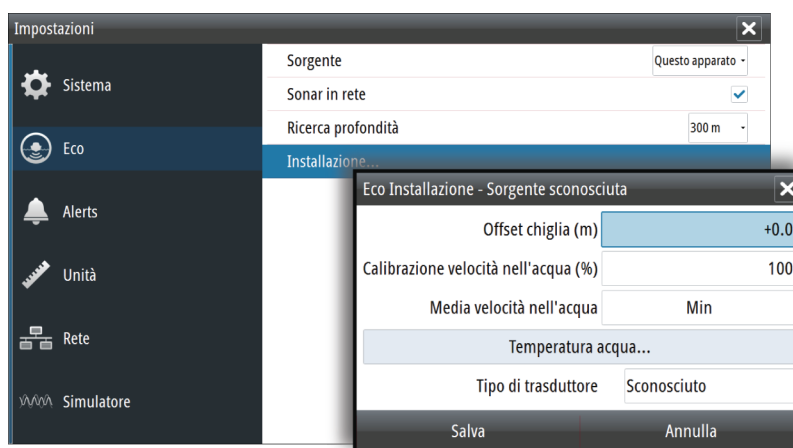 Impostazioni
Sistema
Eco
Alerts
Unità
Rete
Simulatore
Sorgente
Questo apparato
Sonar in rete
Ricerca profondità
300 m
Installazione...
Eco Installazione - Sorgente sconosciuta
Offset chiglia (m)
+0.0
Calibrazione velocità nell'acqua (%)
100
Media velocità nell'acqua
Min
Temperatura acqua...
Tipo di trasduttore
Sconosciuto
Salva
Annulla